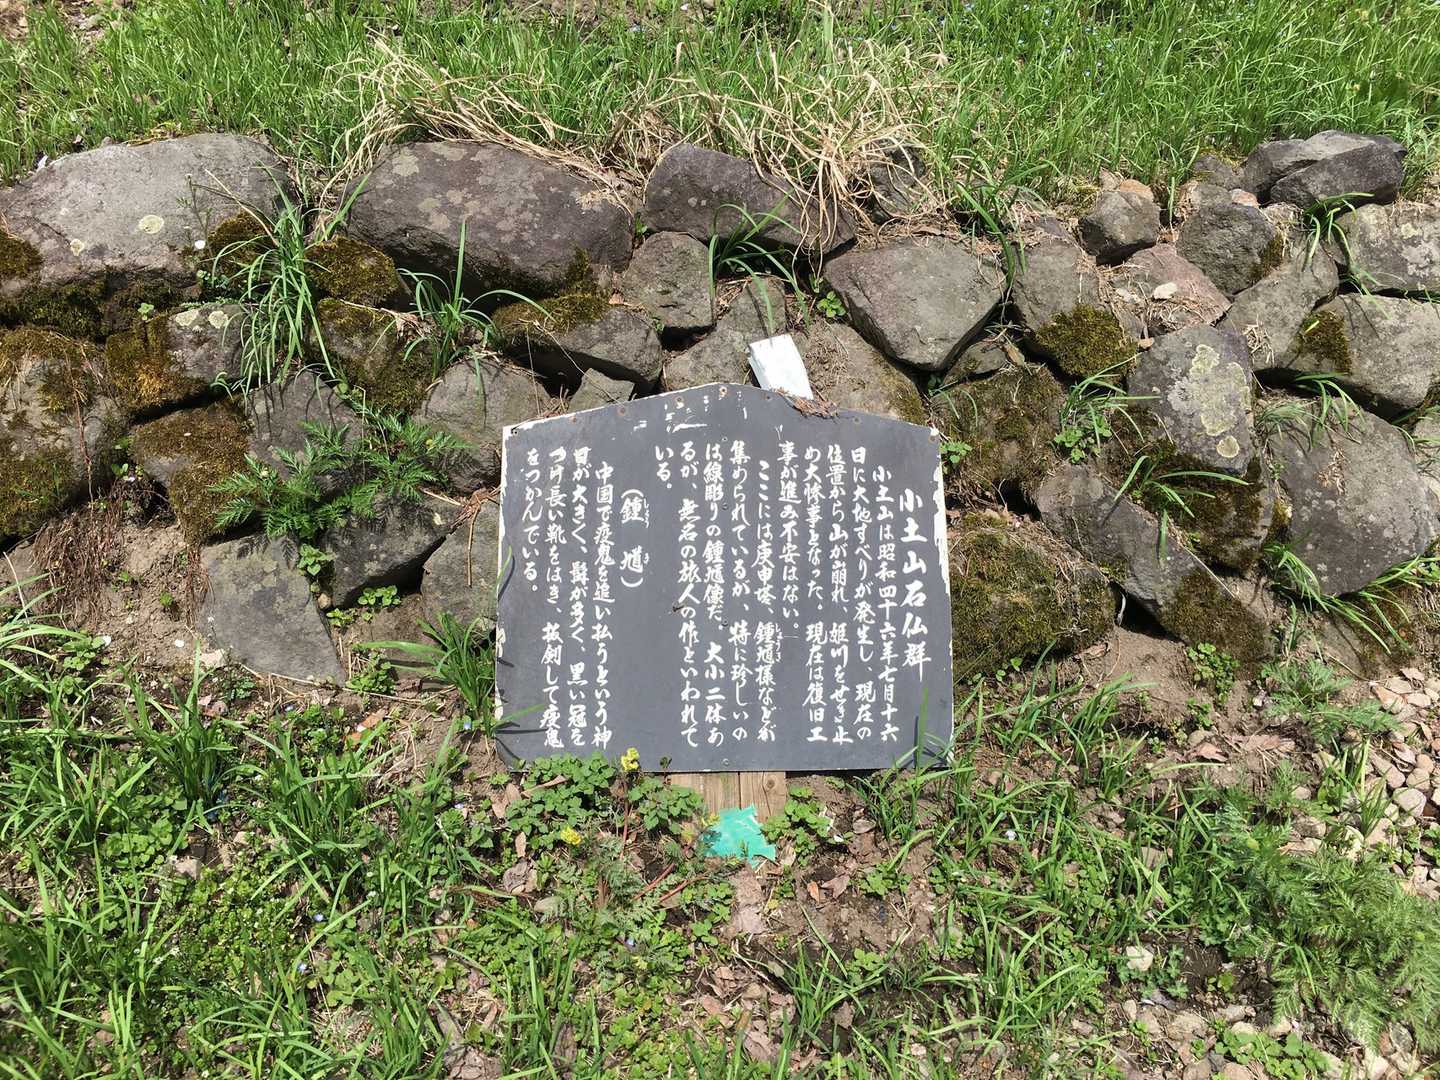 小土山石仏群
小土山は昭和四十六年七月十六
日に大地すべりが発生し、現在の
位置から山が崩れ、姫川をせき止
め大惨事となった。現在は復旧工
事が進み不安はない。
ここには庚申塔、鍾馗様などが
しょうき
集められているが、特に珍しいの
は線彫りの鍾馗像だ。大小二体あ
るが、無名の旅人の作といわれて
いる。
(鍾馗)
しょうき
中国で疫鬼を追い払うという神
目が大きく、髯が多く、黒い冠を
つけ長い靴をはき、抜剣して疫鬼
をつかんでいる。